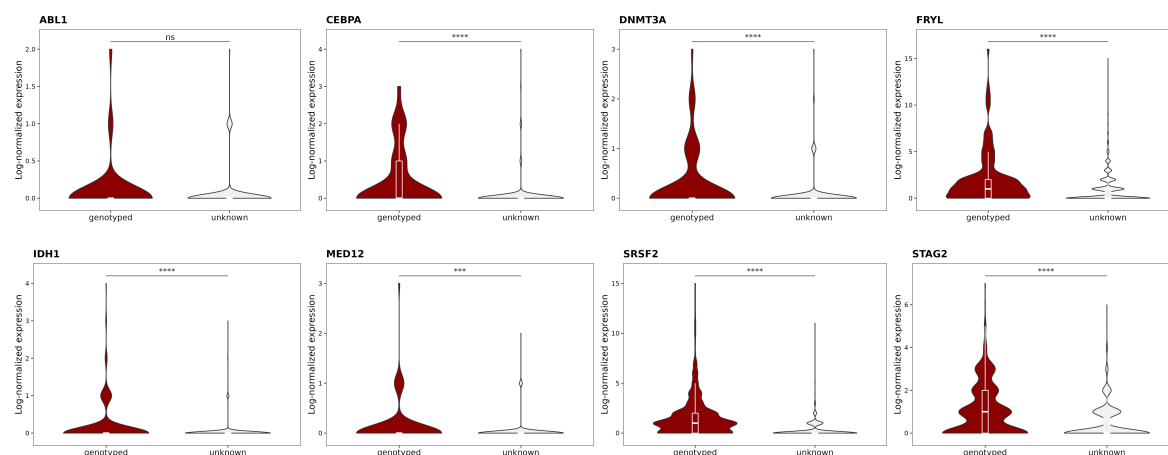 ABL1
ns
Log-normalized expression
2.0
1.5
1.0
0.5
0.0
genotyped
unknown
CEBPA
****
Log-normalized expression
4
3
2
1
0
genotyped
unknown
DNMT3A
****
Log-normalized expression
3
2
1
0
genotyped
unknown
FRYL
****
Log-normalized expression
15
10
5
0
genotyped
unknown
IDH1
****
Log-normalized expression
4
3
2
1
0
genotyped
unknown
MED12
***
Log-normalized expression
3
2
1
0
genotyped
unknown
SRSF2
****
Log-normalized expression
15
10
5
0
genotyped
unknown
STAG2
****
Log-normalized expression
6
4
2
0
genotyped
unknown